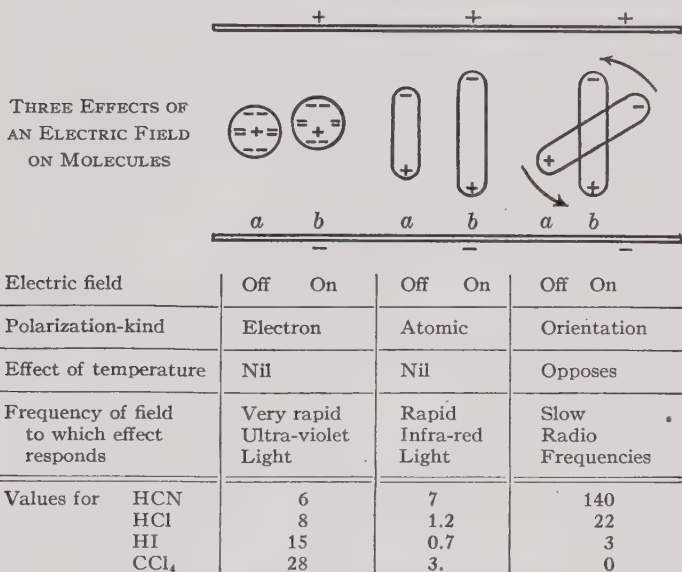 + + +
THREE EFFECTS OF
AN ELECTRIC FIELD
ON MOLECULES
a b a b a b
− − −
Electric field Off On Off On Off On
Polarization-kind Electron Atomic Orientation
Effect of temperature Nil Nil Opposes
Frequency of field Very rapid Rapid Slow
to which effect Ultra-violet Infra-red Radio
responds Light Light Frequencies
Values for HCN 6 7 140
HCl 8 1.2 22
HI 15 0.7 3
CCl₄ 28 3. 0